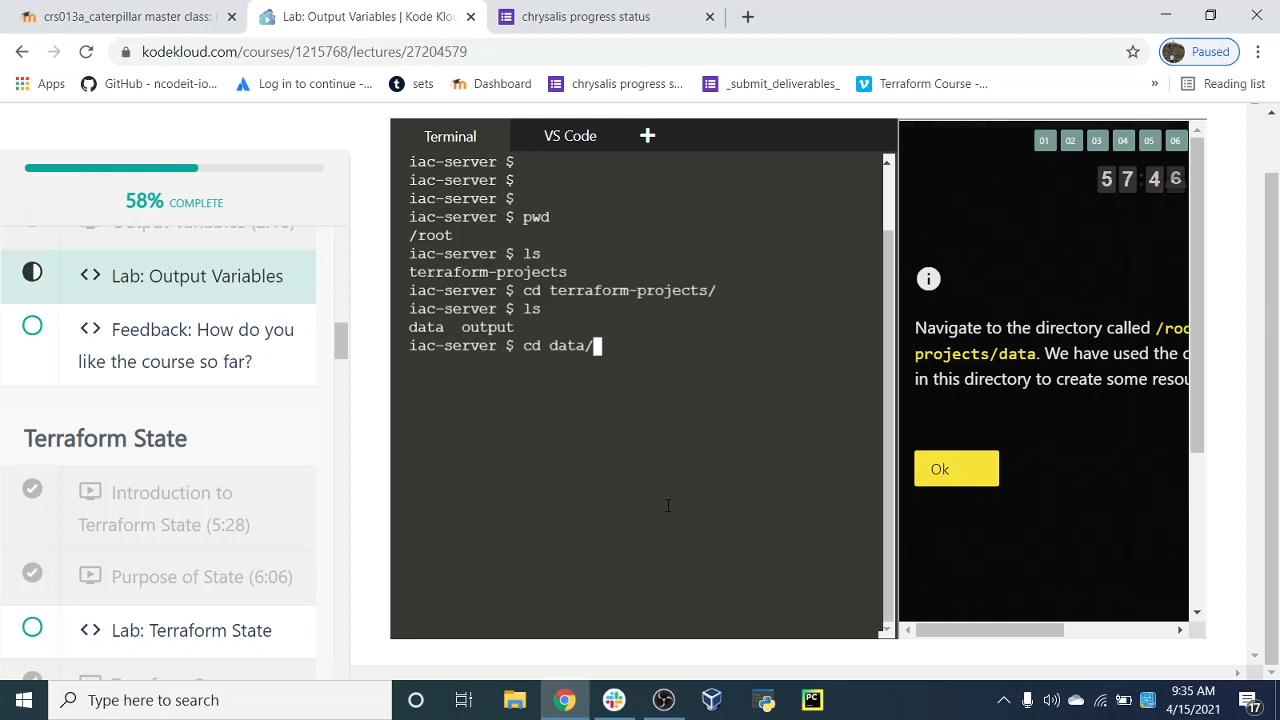 crs013a_caterpillar master class: t
Lab: Output Variables | Kode Klou
chrysalis progress status
kodekloud.com/courses/1215768/lectures/27204579
Paused
Apps
GitHub - ncodeit-io...
Log in to continue -...
sets
Dashboard
chrysalis progress s...
_submit_deliverables_
Terraform Course -...
»
Reading list
58% COMPLETE
Lab: Output Variables
Feedback: How do you
like the course so far?
Terraform State
Introduction to
Terraform State (5:28)
Purpose of State (6:06)
Lab: Terraform State
Terminal
VS Code
iac-server $
iac-server $
iac-server $
iac-server $ pwd
/root
iac-server $ ls
terraform-projects
iac-server $ cd terraform-projects/
iac-server $ ls
data output
iac-server $ cd data/
01 02 03 04 05 06
57:46
Navigate to the directory called /roo
projects/data. We have used the c
in this directory to create some resou
Ok
Type here to search
PC
9:35 AM
4/15/2021
17